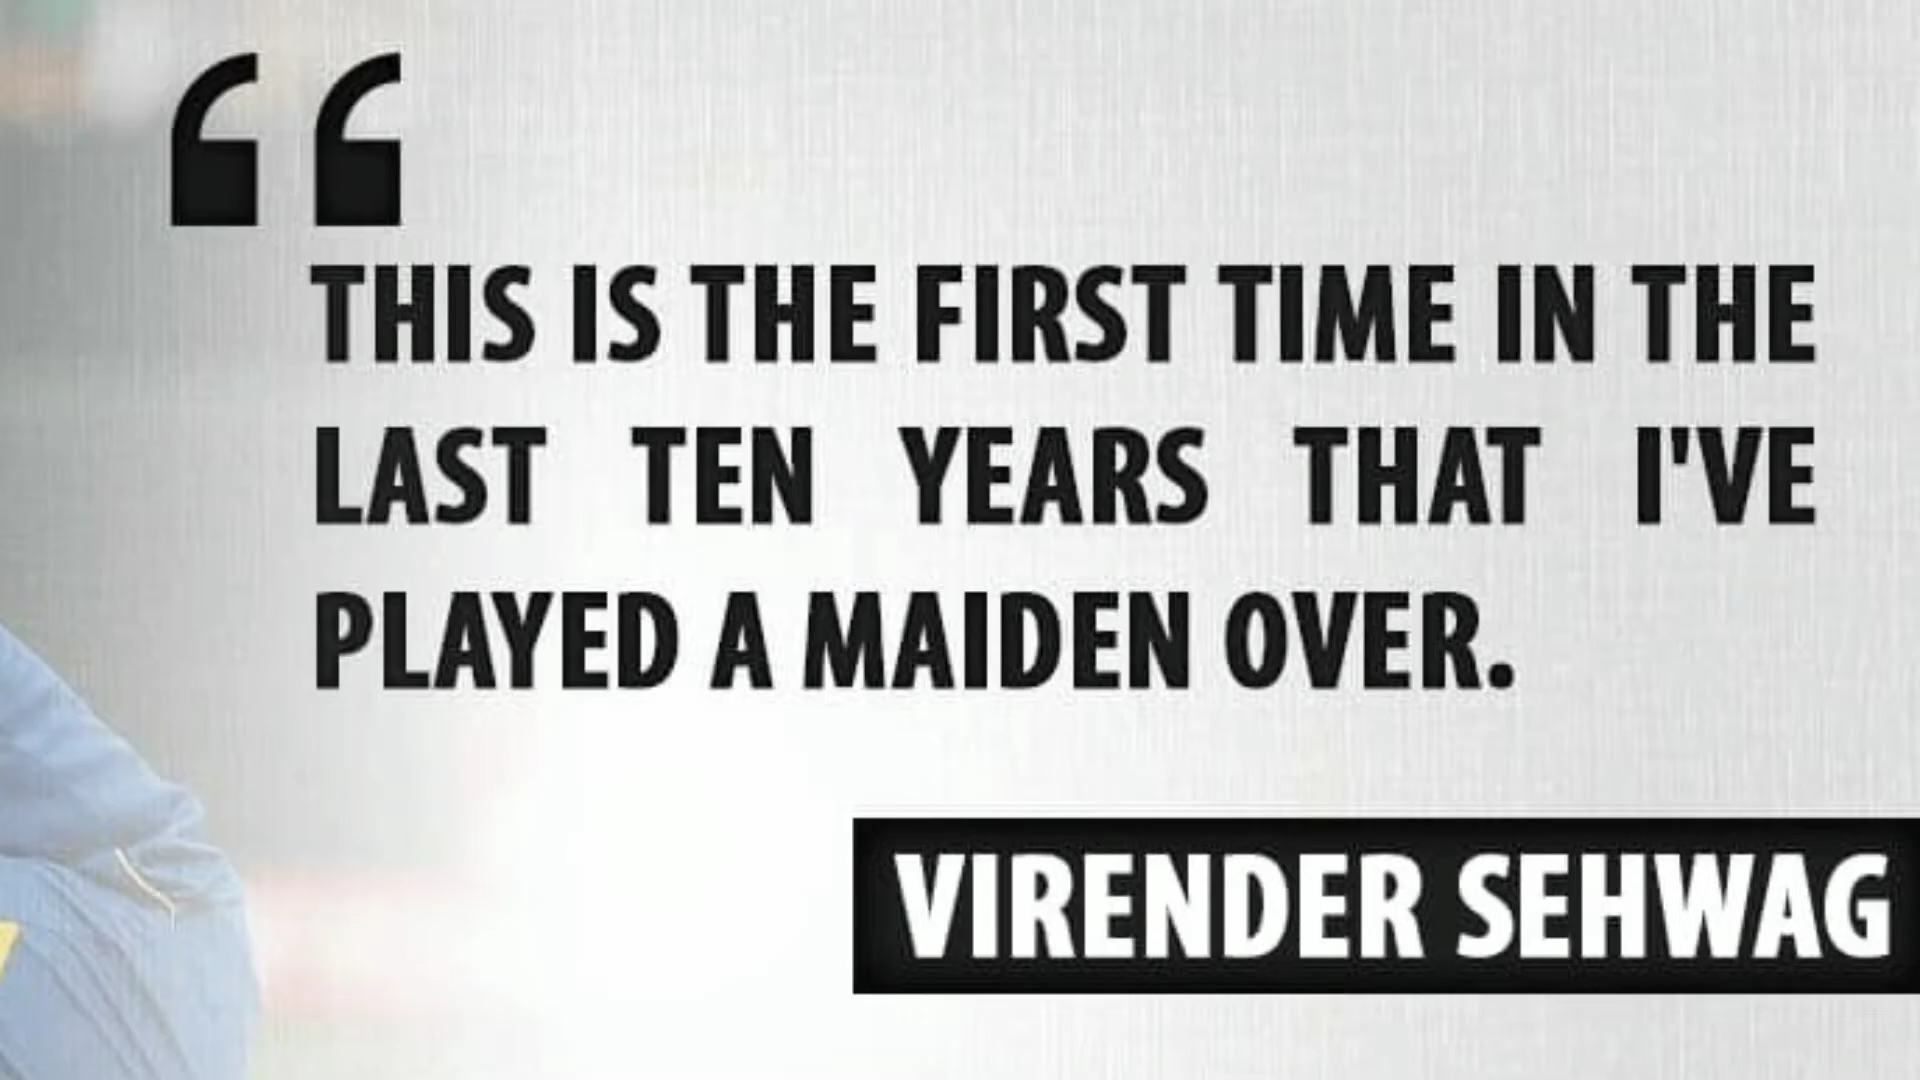 “
THIS IS THE FIRST TIME IN THE
LAST TEN YEARS THAT I'VE
PLAYED A MAIDEN OVER.
VIRENDER SEHWAG